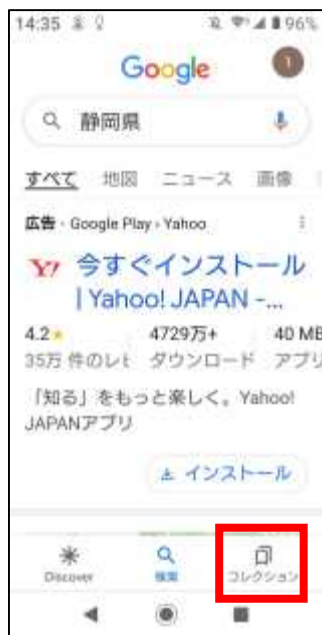 14:35 96%
Google 1
静岡県
すべて 地図 ニュース 画像
広告・Google Play › Yahoo
Y! 今すぐインストール
| Yahoo! JAPAN -...
4.2★ 4729万+ 40 MB
35万 件のレビ ダウンロード アプリ
「知る」をもっと楽しく。Yahoo!
JAPANアプリ
インストール
Discover 検索 コレクション